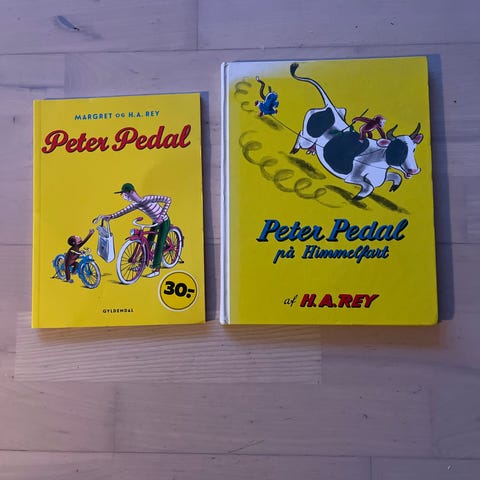 MARGRET OG H.A. REY
Peter Pedal
30.-
GYLDENDAL
Peter Pedal
på Himmelfart
af H.A. REY